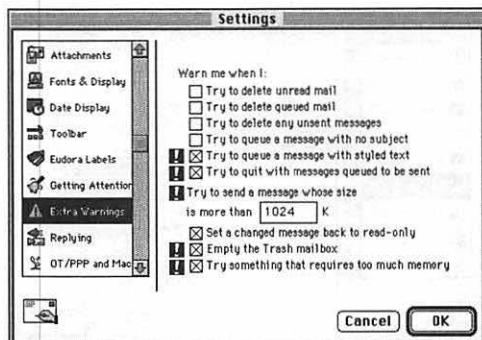 Settings
Attachments
Fonts & Display
Date Display
Toolbar
Eudora Labels
Getting Attention
Extra Warnings
Replying
OT/PPP and Mac
Warn me when I:
Try to delete unread mail
Try to delete queued mail
Try to delete any unsent messages
Try to queue a message with no subject
Try to queue a message with styled text
Try to quit with messages queued to be sent
Try to send a message whose size
is more than 1024 K
Set a changed message back to read-only
Empty the Trash mailbox
Try something that requires too much memory
Cancel OK